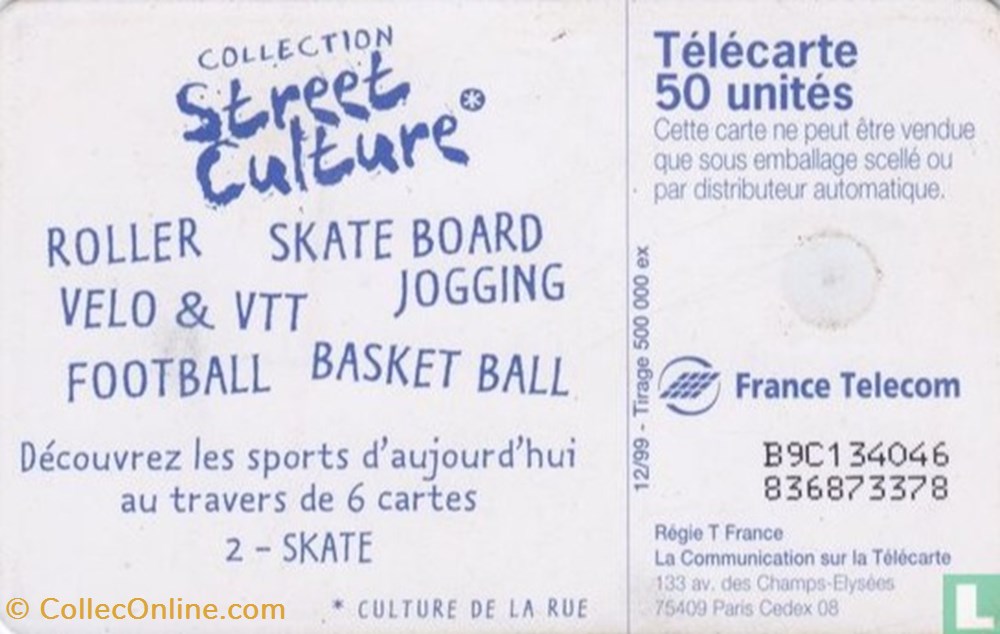 COLLECTION
Street
Culture*
ROLLER SKATE BOARD
VELO & VTT JOGGING
FOOTBALL BASKET BALL
Découvrez les sports d'aujourd'hui
au travers de 6 cartes
2 - SKATE
* CULTURE DE LA RUE
12/99 - Tirage 500 000 ex
Télécarte
50 unités
Cette carte ne peut être vendue
que sous emballage scellé ou
par distributeur automatique.
France Telecom
B9C134046
836873378
Régie T France
La Communication sur la Télécarte
133 av. des Champs-Elysées
75409 Paris Cedex 08
© CollecOnline.com
L